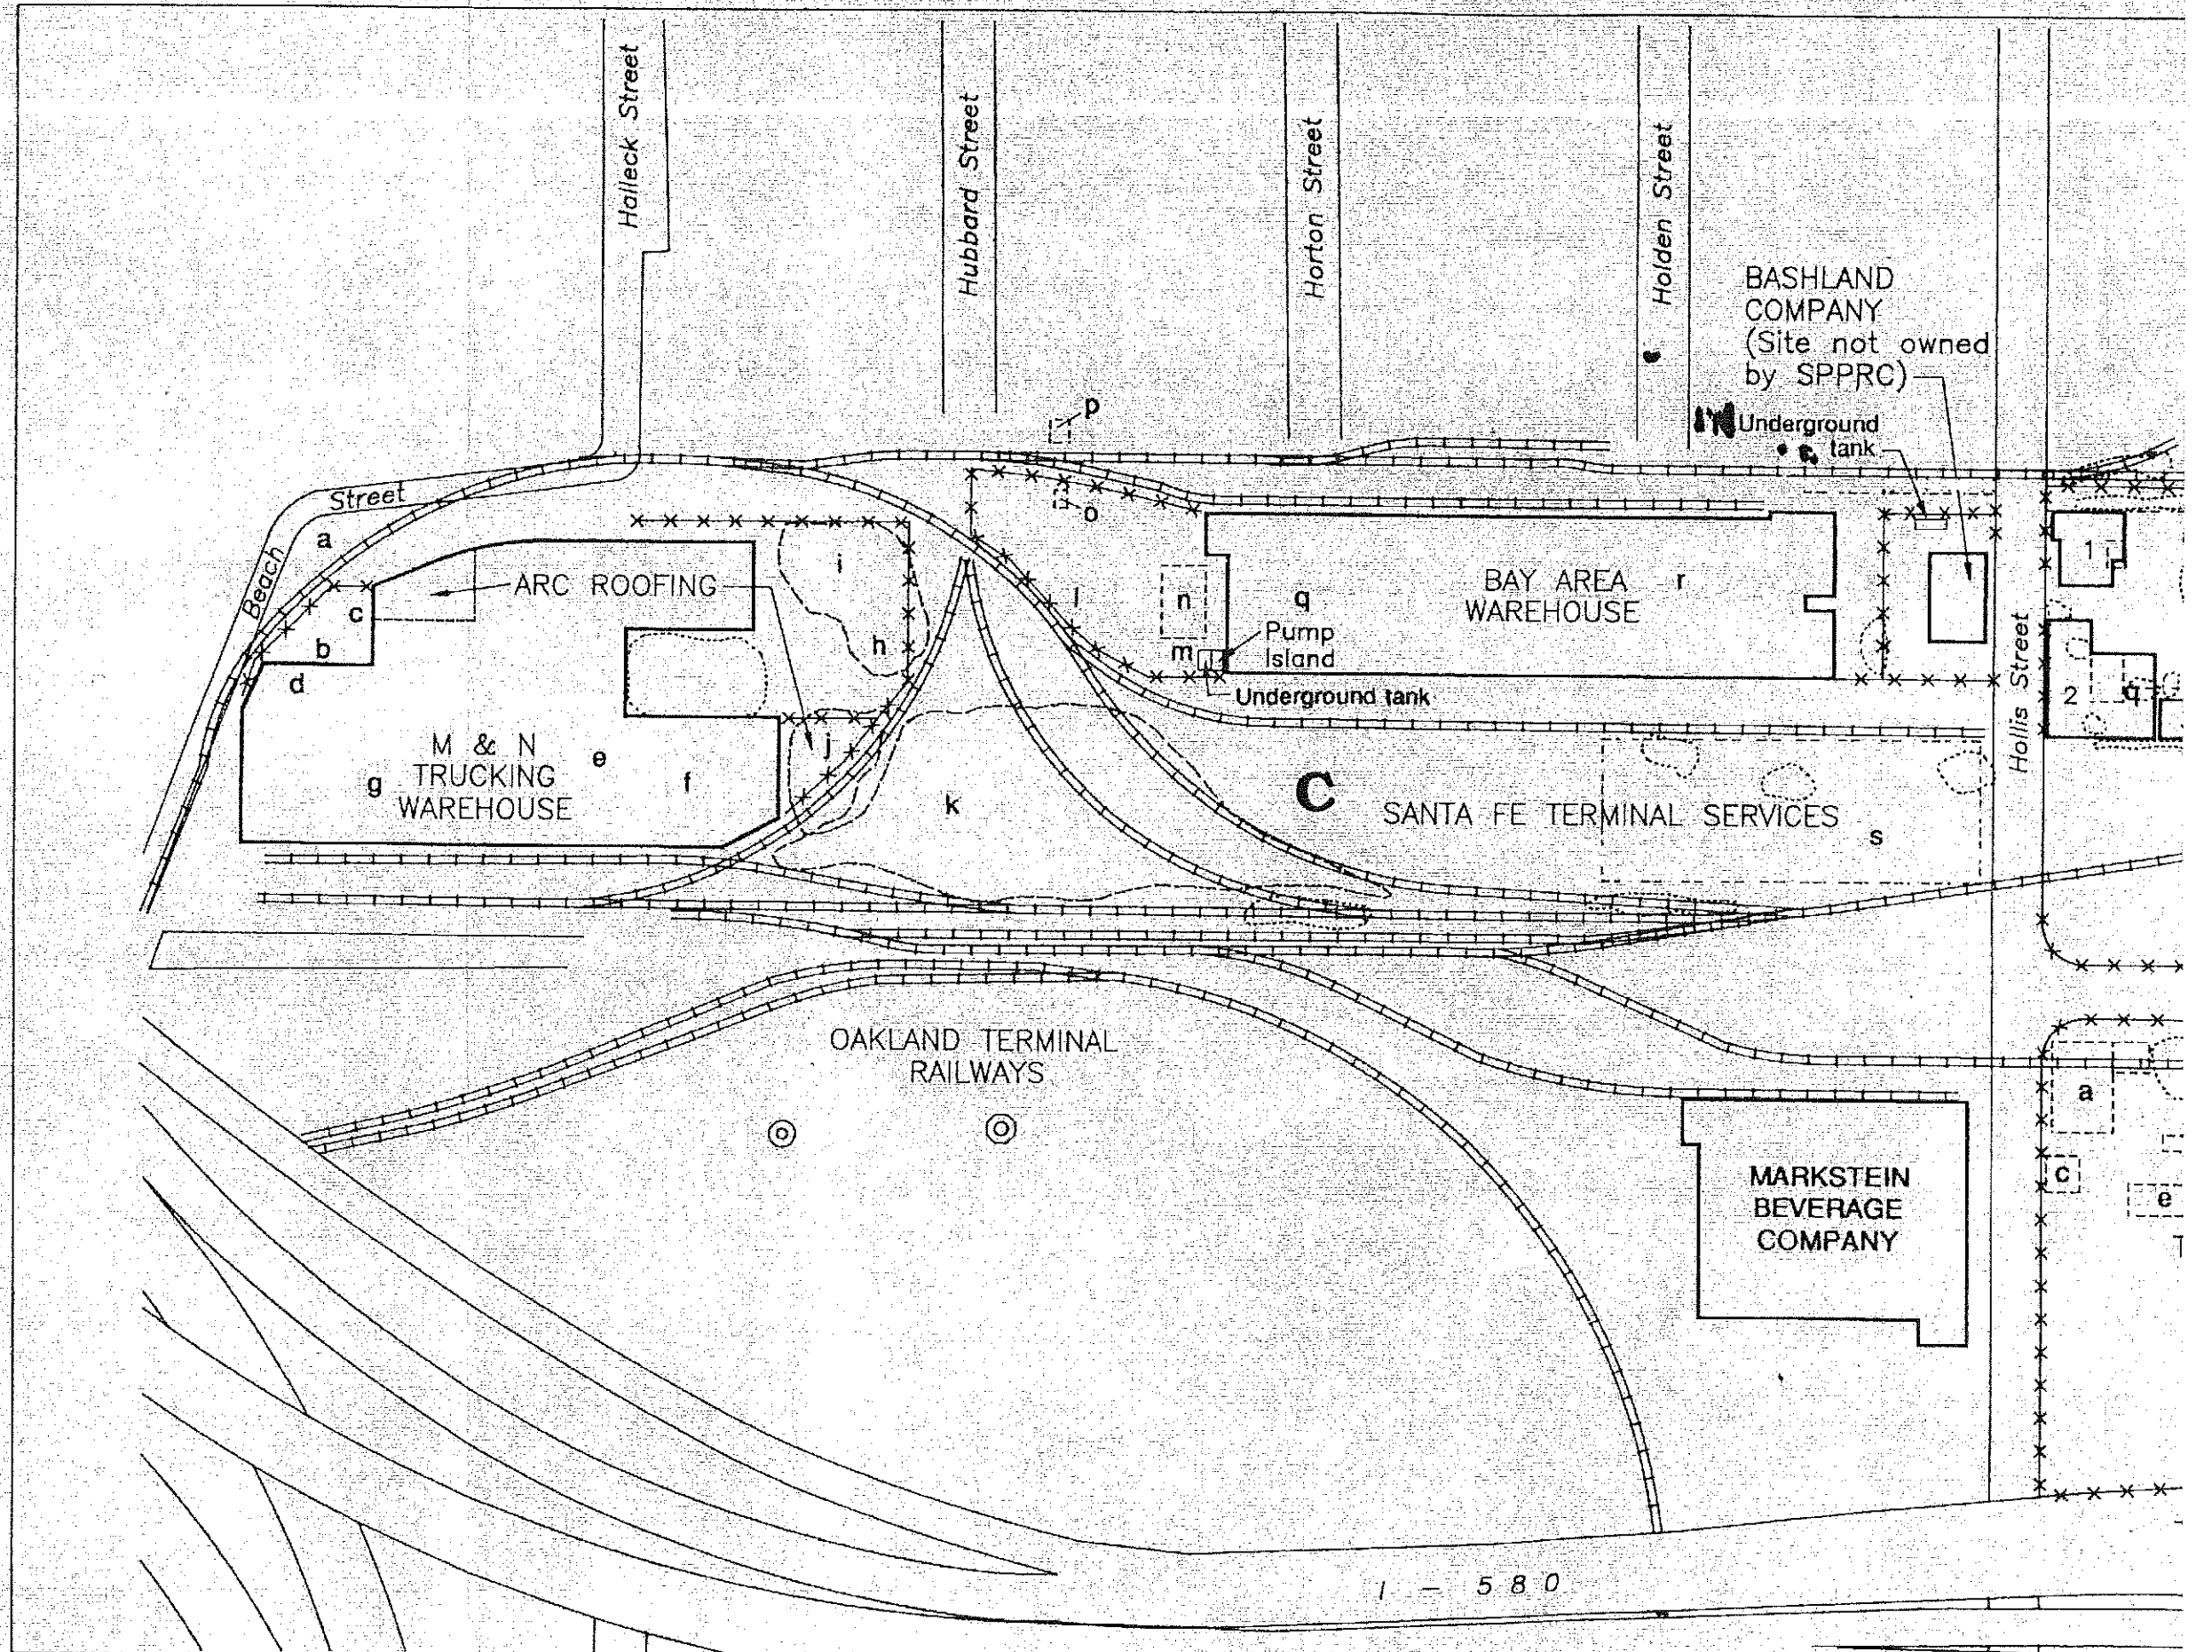 Halleck Street
Hubbard Street
Horton Street
Holden Street
BASHLAND
COMPANY
(Site not owned
by SPPRC)
Underground
tank
p
Street
Beach
a
o
i
ARC ROOFING
c
b
d
h
l
n
q
BAY AREA
WAREHOUSE
r
m
Pump
Island
Underground tank
1
2
q
Hollis Street
M & N
TRUCKING
WAREHOUSE
e
g
f
j
k
C
SANTA FE TERMINAL SERVICES
s
OAKLAND TERMINAL
RAILWAYS
MARKSTEIN
BEVERAGE
COMPANY
a
c
e
I - 580